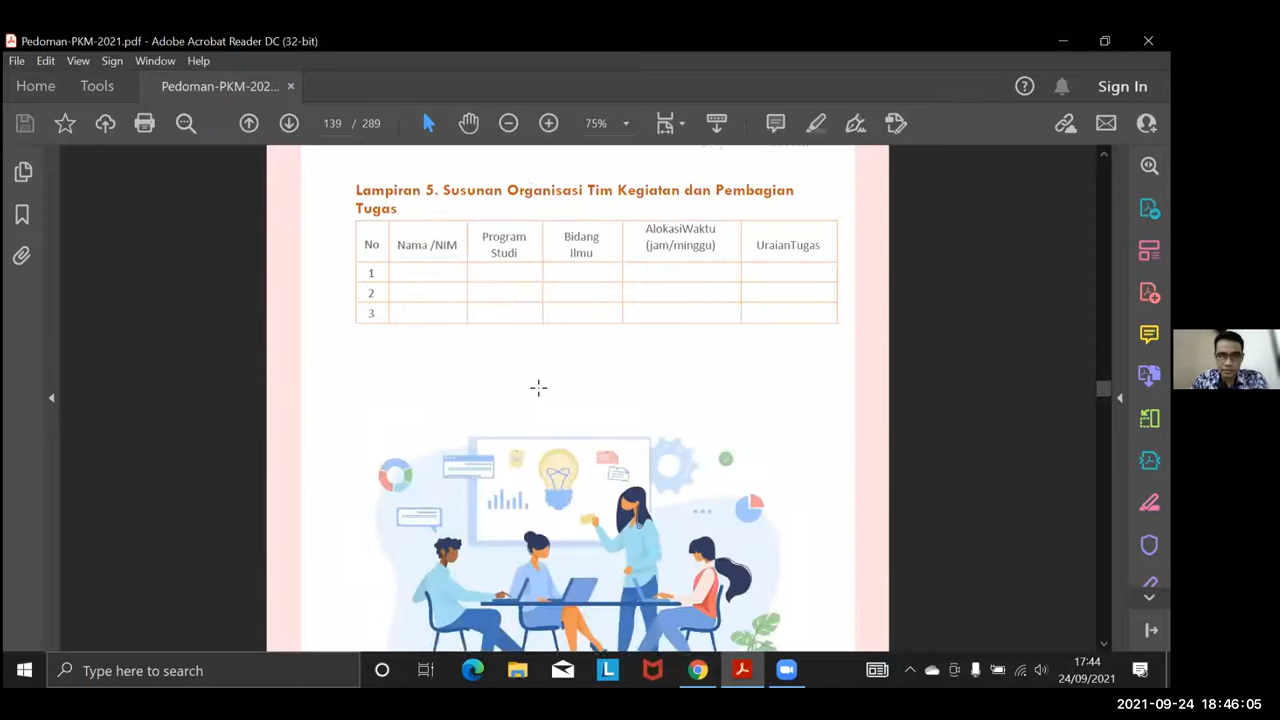 Pedoman-PKM-2021.pdf - Adobe Acrobat Reader DC (32-bit)
File Edit View Sign Window Help
Home Tools Pedoman-PKM-202... × Sign In
139 / 289 75%
Lampiran 5. Susunan Organisasi Tim Kegiatan dan Pembagian
Tugas
No Nama /NIM Program Studi Bidang Ilmu AlokasiWaktu (jam/minggu) UraianTugas
1
2
3
Type here to search
17:44
24/09/2021
2021-09-24 18:46:05